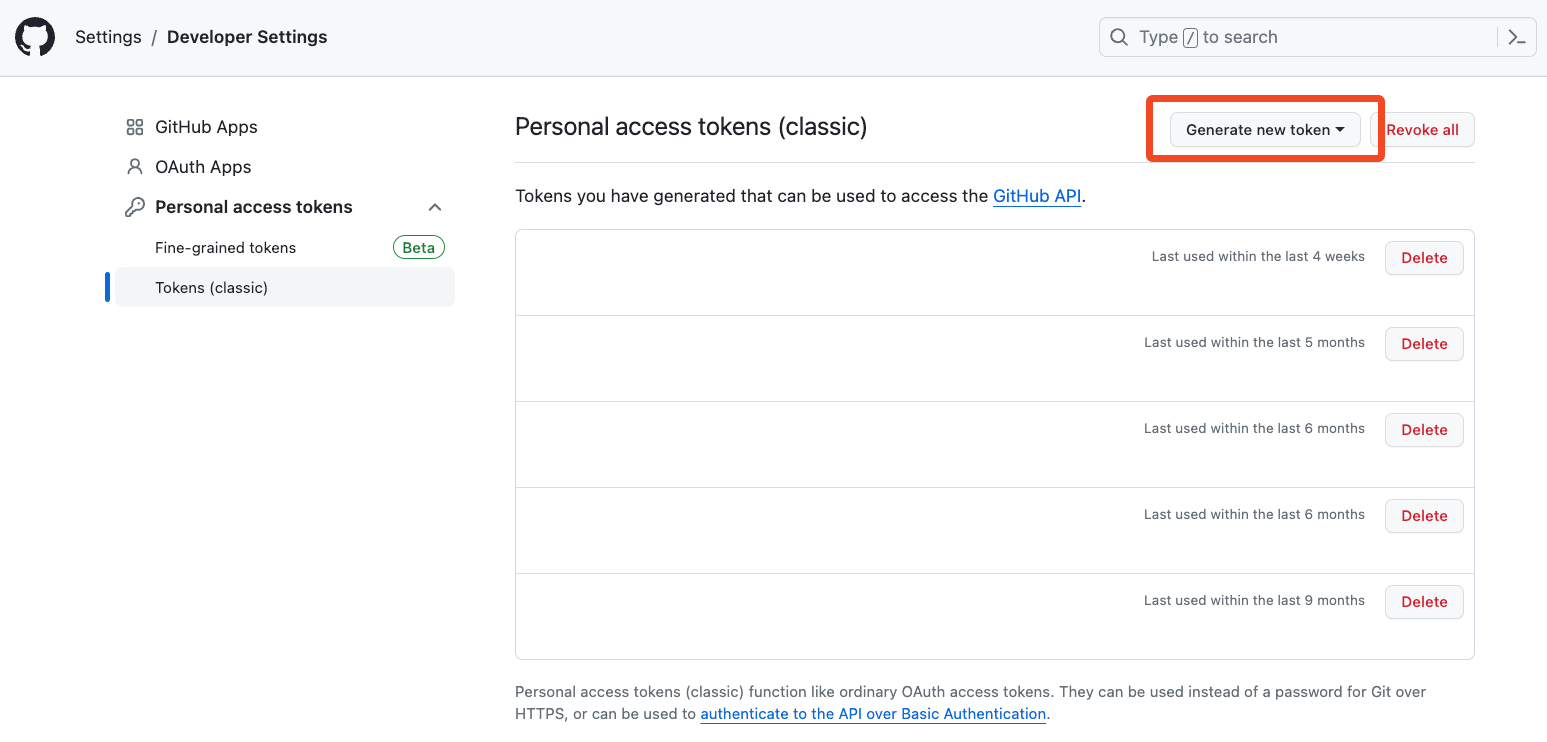 Settings / Developer Settings
Type / to search
GitHub Apps
OAuth Apps
Personal access tokens
Fine-grained tokens Beta
Tokens (classic)
Personal access tokens (classic)
Generate new token
Revoke all
Tokens you have generated that can be used to access the GitHub API.
Last used within the last 4 weeks Delete
Last used within the last 5 months Delete
Last used within the last 6 months Delete
Last used within the last 6 months Delete
Last used within the last 9 months Delete
Personal access tokens (classic) function like ordinary OAuth access tokens. They can be used instead of a password for Git over
HTTPS, or can be used to authenticate to the API over Basic Authentication.